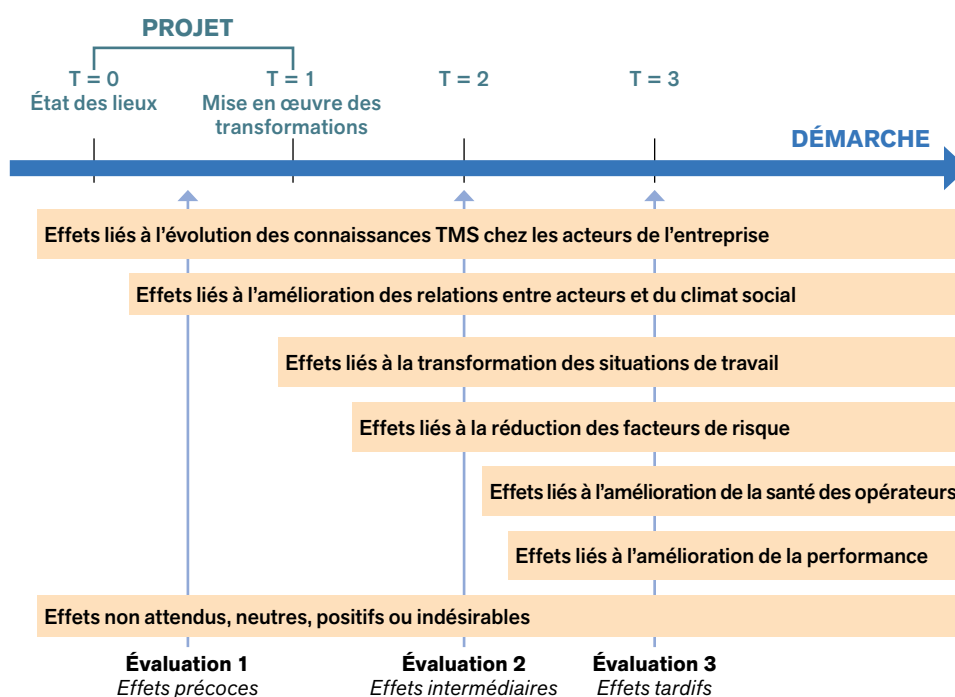 PROJET
T = 0
T = 1
T = 2
T = 3
État des lieux
Mise en œuvre des
transformations
DÉMARCHE
Effets liés à l’évolution des connaissances TMS chez les acteurs de l’entreprise
Effets liés à l’amélioration des relations entre acteurs et du climat social
Effets liés à la transformation des situations de travail
Effets liés à la réduction des facteurs de risque
Effets liés à l’amélioration de la santé des opérateurs
Effets liés à l’amélioration de la performance
Effets non attendus, neutres, positifs ou indésirables
Évaluation 1
Évaluation 2
Évaluation 3
Effets précoces
Effets intermédiaires
Effets tardifs